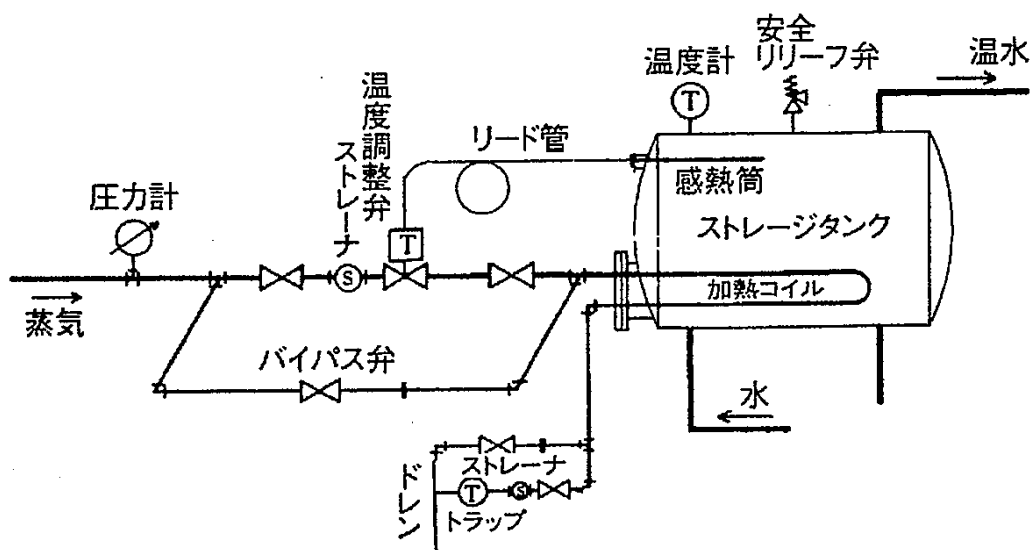 安全
リリーフ弁
温水
温度計
T
温度調整弁
ストレーナ
リード管
感熱筒
圧力計
T
ストレージタンク
S
加熱コイル
蒸気
バイパス弁
水
ストレーナ
ドレン
T
S
トラップ